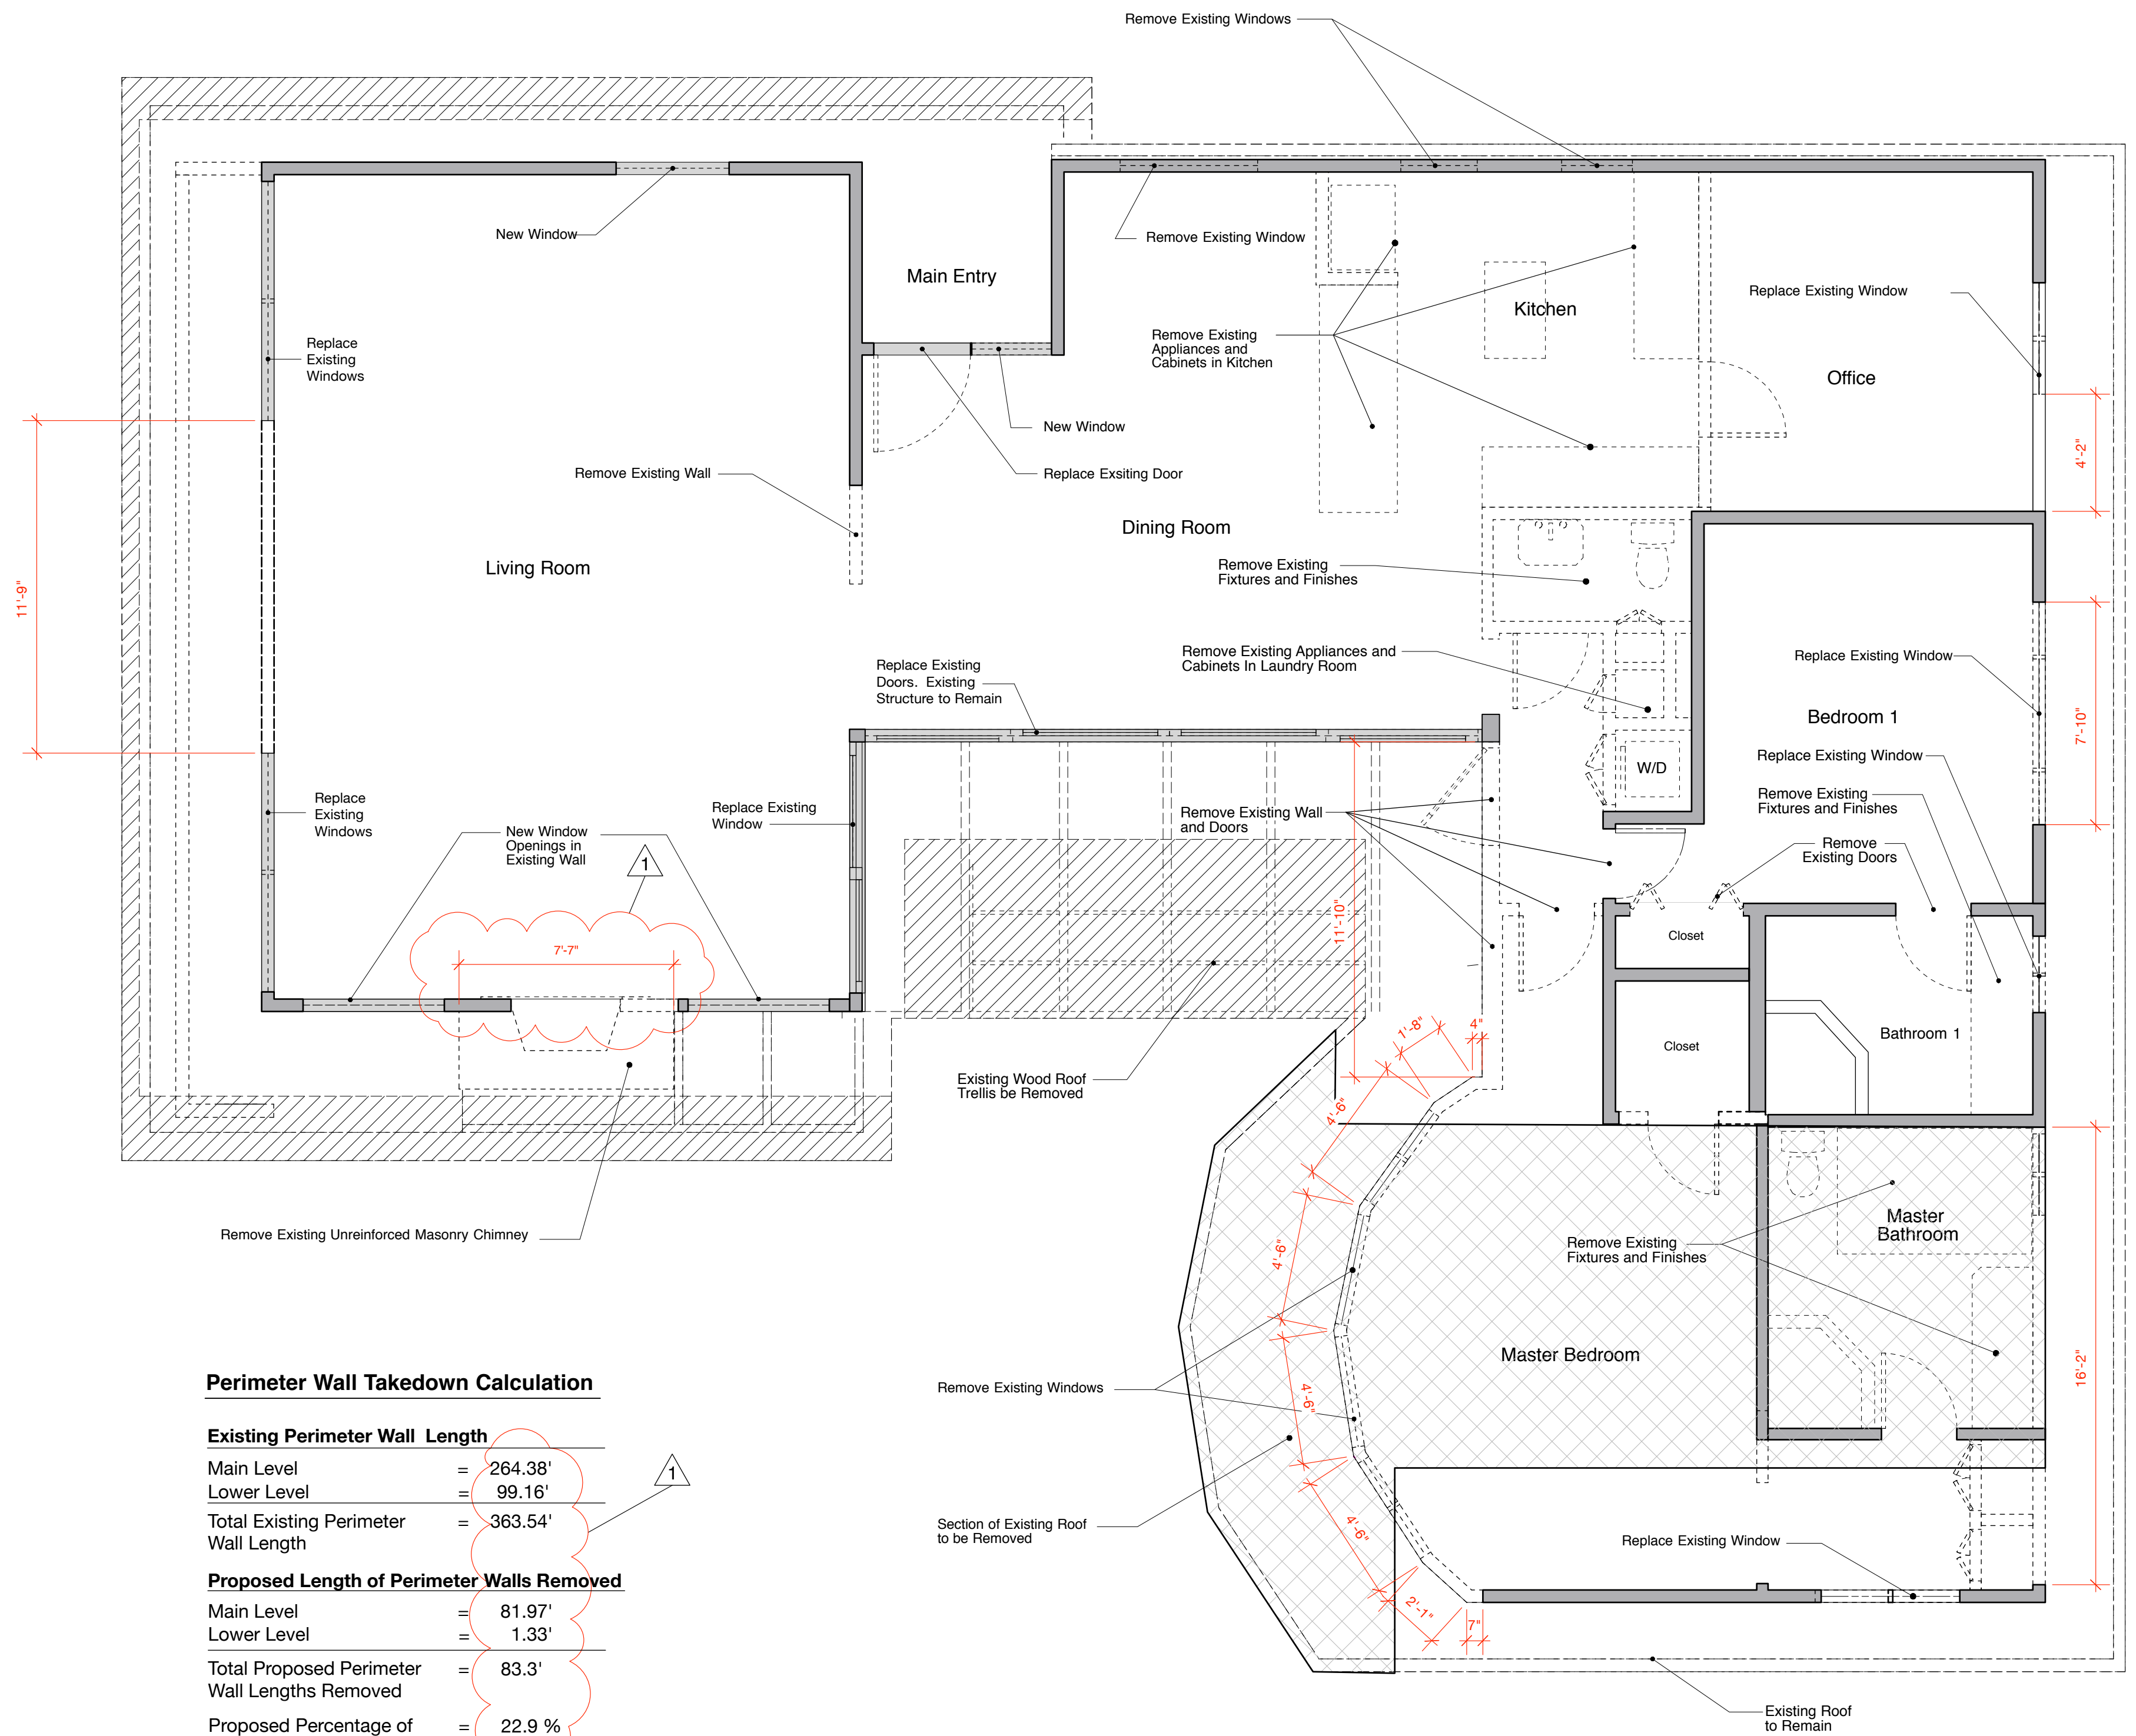 Remove Existing Windows
New Window
Main Entry
Remove Existing Window
Kitchen
Replace Existing Window
Replace
Existing
Windows
Remove Existing
Appliances and
Cabinets in Kitchen
Office
New Window
4'-2"
Remove Existing Wall
Replace Exsiting Door
Dining Room
Living Room
11'-9"
Remove Existing
Fixtures and Finishes
Replace Existing
Doors. Existing
Structure to Remain
Remove Existing Appliances and
Cabinets In Laundry Room
Replace Existing Window
Bedroom 1
7'-10"
W/D
Replace Existing Window
Replace
Existing
Windows
Replace Existing
Window
Remove Existing Wall
and Doors
Remove Existing
Fixtures and Finishes
New Window
Openings in
Existing Wall
1
Remove
Existing Doors
7'-7"
11'-10"
Closet
Closet
Bathroom 1
1'-8"
4"
4'-6"
Existing Wood Roof
Trellis be Removed
Remove Existing Unreinforced Masonry Chimney
4'-6"
Remove Existing
Fixtures and Finishes
Master
Bathroom
Master Bedroom
16'-2"
Remove Existing Windows
4'-6"
Section of Existing Roof
to be Removed
4'-6"
Replace Existing Window
2'-1"
7"
Existing Roof
to Remain
Perimeter Wall Takedown Calculation
Existing Perimeter Wall Length
Main Level = 264.38'
Lower Level = 99.16'
1
Total Existing Perimeter = 363.54'
Wall Length
Proposed Length of Perimeter Walls Removed
Main Level = 81.97'
Lower Level = 1.33'
Total Proposed Perimeter = 83.3'
Wall Lengths Removed
Proposed Percentage of = 22.9 %